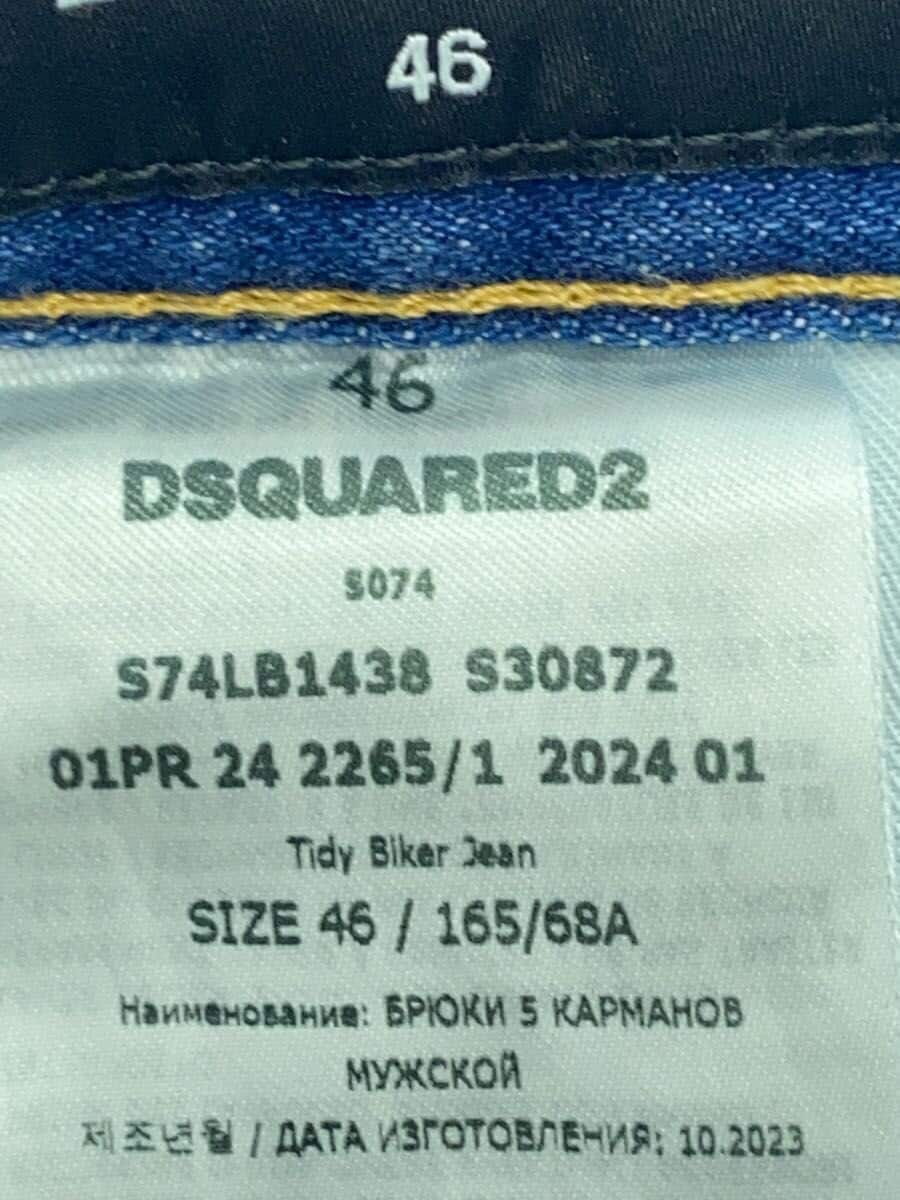 46
46
DSQUARED2
S074
S74LB1438 S30872
01PR 24 2265/1 2024 01
Tidy Biker Jean
SIZE 46 / 165/68A
Наименование: БРЮКИ 5 КАРМАНОВ
МУЖСКОЙ
제조년월 / ДАТА ИЗГОТОВЛЕНИЯ: 10.2023